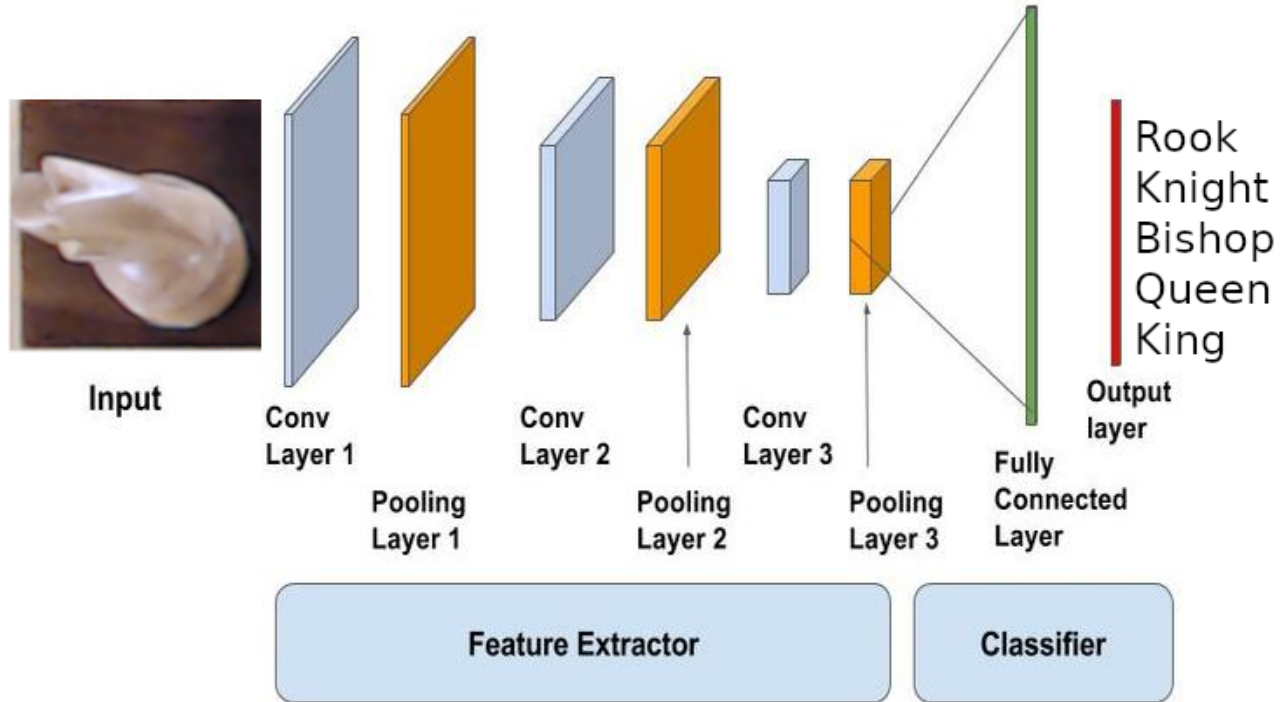 Rook
Knight
Bishop
Queen
King
Input
Conv
Layer 1
Pooling
Layer 1
Conv
Layer 2
Pooling
Layer 2
Conv
Layer 3
Pooling
Layer 3
Fully
Connected
Layer
Output
layer
Feature Extractor
Classifier